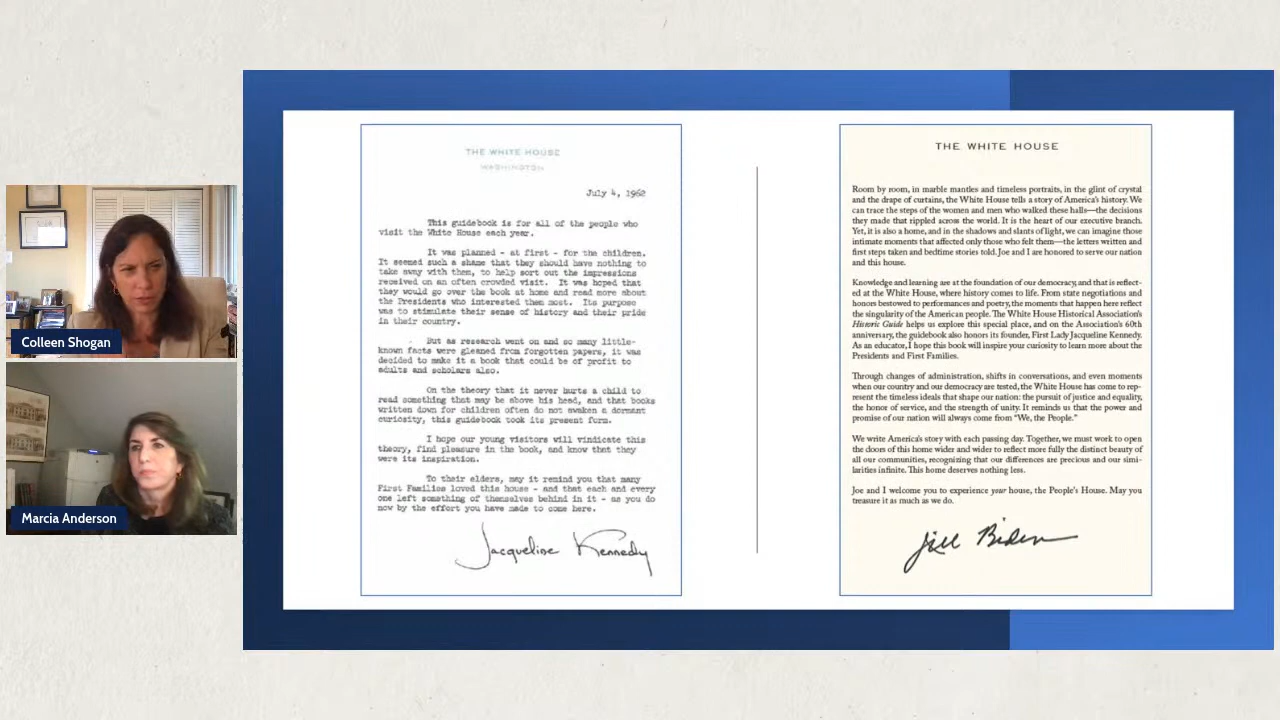 THE WHITE HOUSE
WASHINGTON
July 4, 1962
This guidebook is for all of the people who
visit the White House each year.
It was planned - at first - for the children.
It seemed such a shame that they should have nothing to
take away with them, to help sort out the impressions
received on an often crowded visit. It was hoped that
they would go over the book at home and read more about
the Presidents who interested them most. Its purpose
was to stimulate their sense of history and their pride
in their country.
But as research went on and so many little-
known facts were gleaned from forgotten papers, it was
decided to make it a book that could be of profit to
adults and scholars also.
On the theory that it never hurts a child to
read something that may be above his head, and that books
written down for children often do not awaken a dormant
curiosity, this guidebook took its present form.
I hope our young visitors will vindicate this
theory, find pleasure in the book, and know that they
were its inspiration.
To their elders, may it remind you that many
First Families loved this house - and that each and every
one left something of themselves behind in it - as you do
now by the effort you have made to come here.
Jacqueline Kennedy
THE WHITE HOUSE
Room by room, in marble mantles and timeless portraits, in the glint of crystal
and the drape of curtains, the White House tells a story of America's history. We
can trace the steps of the women and men who walked these halls—the decisions
they made that rippled across the world. It is the heart of our executive branch.
Yet, it is also a home, and in the shadows and slants of light, we can imagine those
intimate moments that affected only those who felt them—the letters written and
first steps taken and bedtime stories told. Joe and I are honored to serve our nation
and this house.
Knowledge and learning are at the foundation of our democracy, and that is reflect-
ed at the White House, where history comes to life. From state negotiations and
honors bestowed to performances and poetry, the moments that happen here reflect
the singularity of the American people. The White House Historical Association's
Historic Guide helps us explore this special place, and on the Association's 60th
anniversary, the guidebook also honors its founder, First Lady Jacqueline Kennedy.
As an educator, I hope this book will inspire your curiosity to learn more about the
Presidents and First Families.
Through changes of administration, shifts in conversations, and even moments
when our country and our democracy are tested, the White House has come to rep-
resent the timeless ideals that shape our nation: the pursuit of justice and equality,
the honor of service, and the strength of unity. It reminds us that the power and
promise of our nation will always come from "We, the People."
We write America's story with each passing day. Together, we must work to open
the doors of this home wider and wider to reflect more fully the distinct beauty of
all our communities, recognizing that our differences are precious and our simi-
larities infinite. This home deserves nothing less.
Joe and I welcome you to experience your house, the People's House. May you
treasure it as much as we do.
Jill Biden
Colleen Shogan
Marcia Anderson